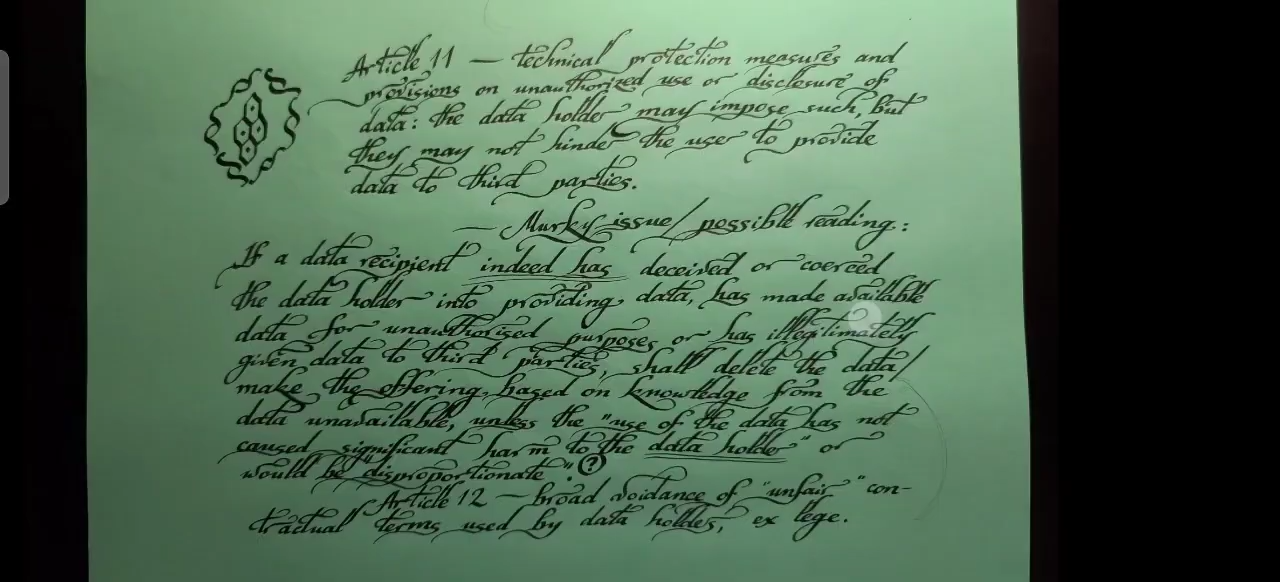 Article 11 — technical protection measures and
provisions on unauthorized use or disclosure of
data: the data holder may impose such, but
they may not hinder the user to provide
data to third parties.
— Murky issue/possible reading:
If a data recipient indeed has deceived or coerced
the data holder into providing data, has made available
data for unauthorised purposes or has illegitimately
given data to third parties, shall delete the data/
make the offering based on knowledge from the
data unavailable, unless the "use of the data has not
caused significant harm to the data holder" or
would be "disproportionate".?
Article 12 — broad avoidance of "unfair" con-
tractual terms used by data holders, ex lege.